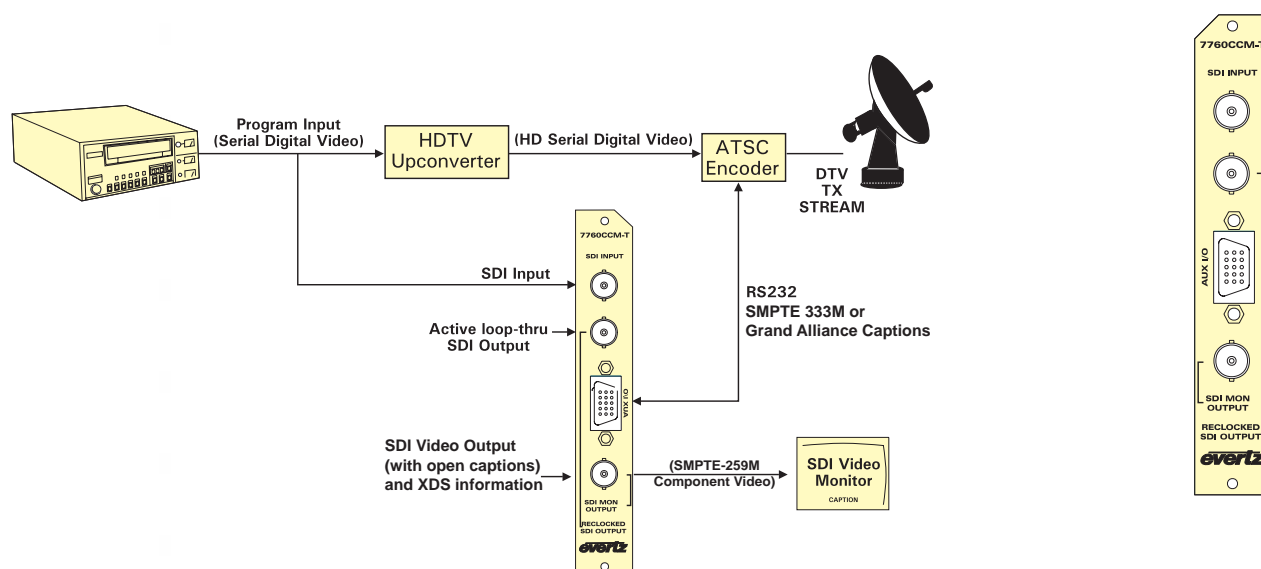 Program Input
(Serial Digital Video)
HDTV
Upconverter
(HD Serial Digital Video)
ATSC
Encoder
DTV
TX
STREAM
7760CCM-T
SDI INPUT
SDI Input
Active loop-thru
SDI Output
AUX I/O
RS232
SMPTE 333M or
Grand Alliance Captions
SDI Video Output
(with open captions)
and XDS information
(SMPTE-259M
Component Video)
SDI Video
Monitor
CAPTION
SDI MON
OUTPUT
RECLOCKED
SDI OUTPUT
evertz
7760CCM-T
SDI INPUT
AUX I/O
SDI MON
OUTPUT
RECLOCKED
SDI OUTPUT
evertz